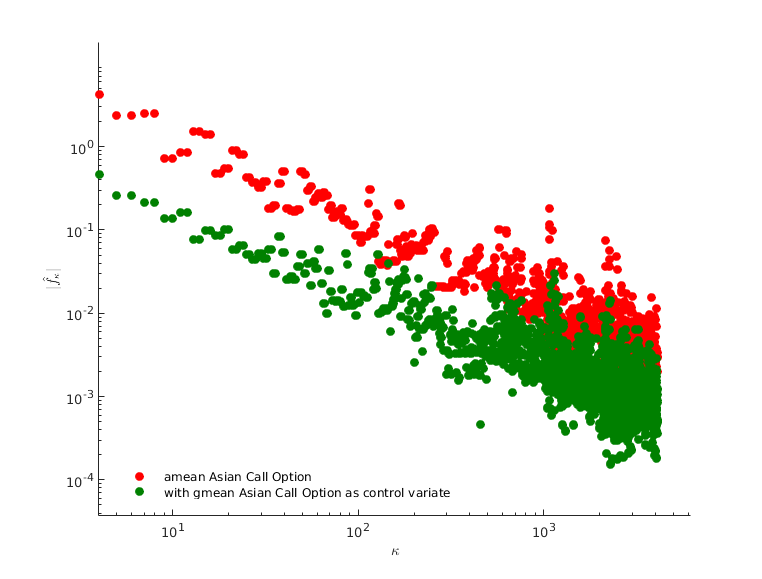 10^0
10^-1
10^-2
10^-3
10^-4
|f̂_κ|
amean Asian Call Option
with gmean Asian Call Option as control variate
10^1
10^2
10^3
κ